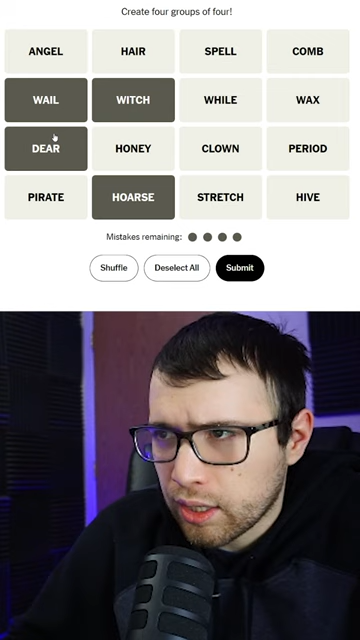 Create four groups of four!
ANGEL HAIR SPELL COMB
WAIL WITCH WHILE WAX
DEAR HONEY CLOWN PERIOD
PIRATE HOARSE STRETCH HIVE
Mistakes remaining:
Shuffle Deselect All Submit